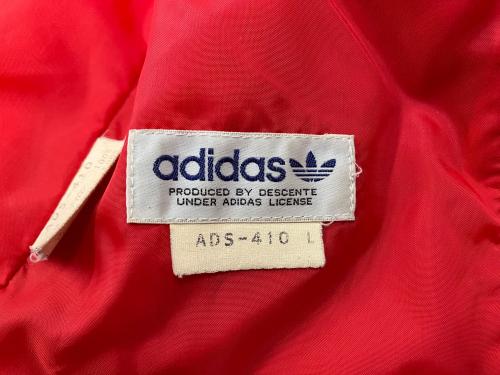 adidas
PRODUCED BY DESCENTE
UNDER ADIDAS LICENSE
ADS-410 L